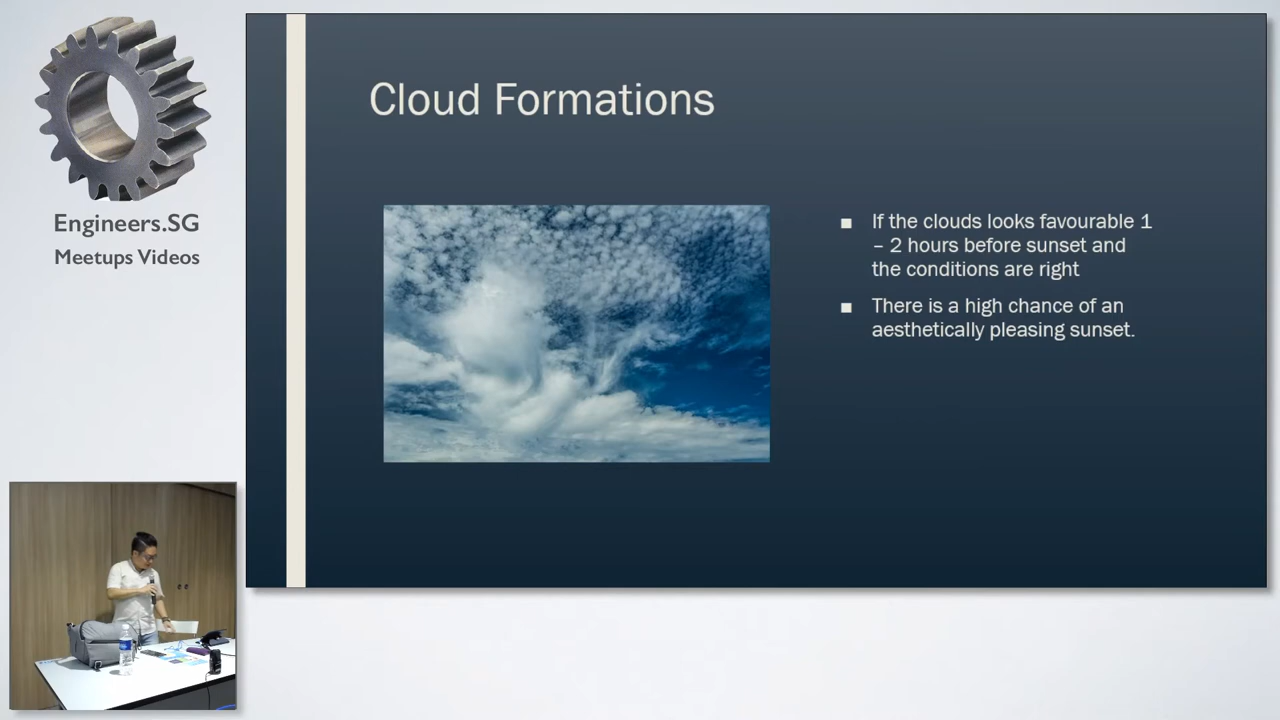 Engineers.SG
Meetups Videos
Cloud Formations
If the clouds looks favourable 1
– 2 hours before sunset and
the conditions are right
There is a high chance of an
aesthetically pleasing sunset.